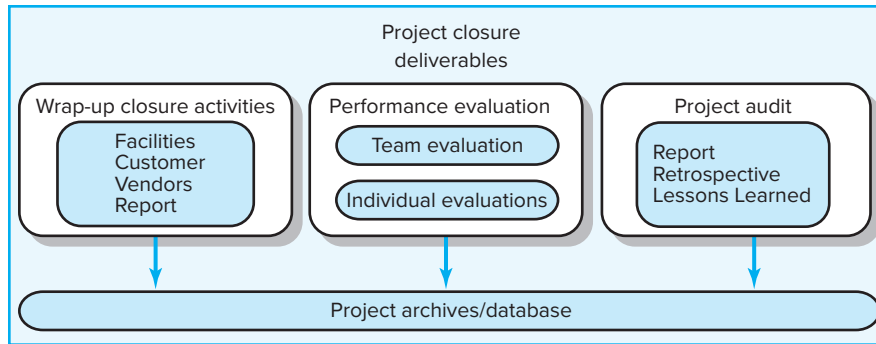 Project closure
deliverables
Wrap-up closure activities
Facilities
Customer
Vendors
Report
Performance evaluation
Team evaluation
Individual evaluations
Project audit
Report
Retrospective
Lessons Learned
Project archives/database